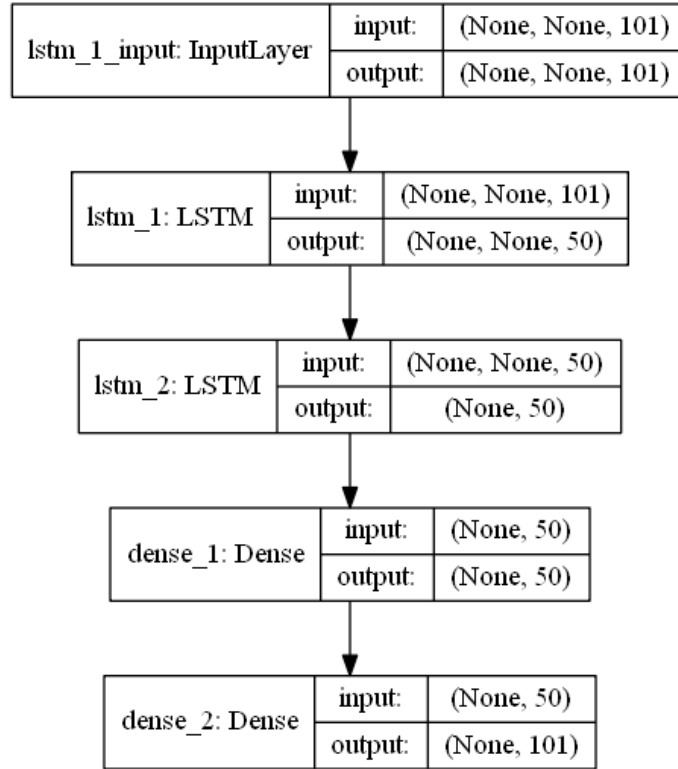 lstm_1_input: InputLayer
input: (None, None, 101)
output: (None, None, 101)
lstm_1: LSTM
input: (None, None, 101)
output: (None, None, 50)
lstm_2: LSTM
input: (None, None, 50)
output: (None, 50)
dense_1: Dense
input: (None, 50)
output: (None, 50)
dense_2: Dense
input: (None, 50)
output: (None, 101)